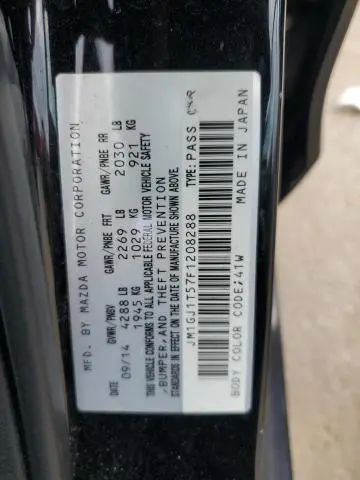 MFD. BY MAZDA MOTOR CORPORATION
DATE GVWR/PNBV GAWR/PNBE FRT GAWR/PNBE RR
09/14 4288 LB 2269 LB 2030 LB
1945 KG 1029 KG 921 KG
THIS VEHICLE CONFORMS TO ALL APPLICABLE FEDERAL MOTOR VEHICLE SAFETY
/BUMPER,AND THEFT PREVENTION
STANDARDS IN EFFECT ON THE DATE OF MANUFACTURE SHOWN ABOVE.
JM1GJ1T57F1208288 TYPE: PASS CAR
BODY COLOR CODE;41W MADE IN JAPAN